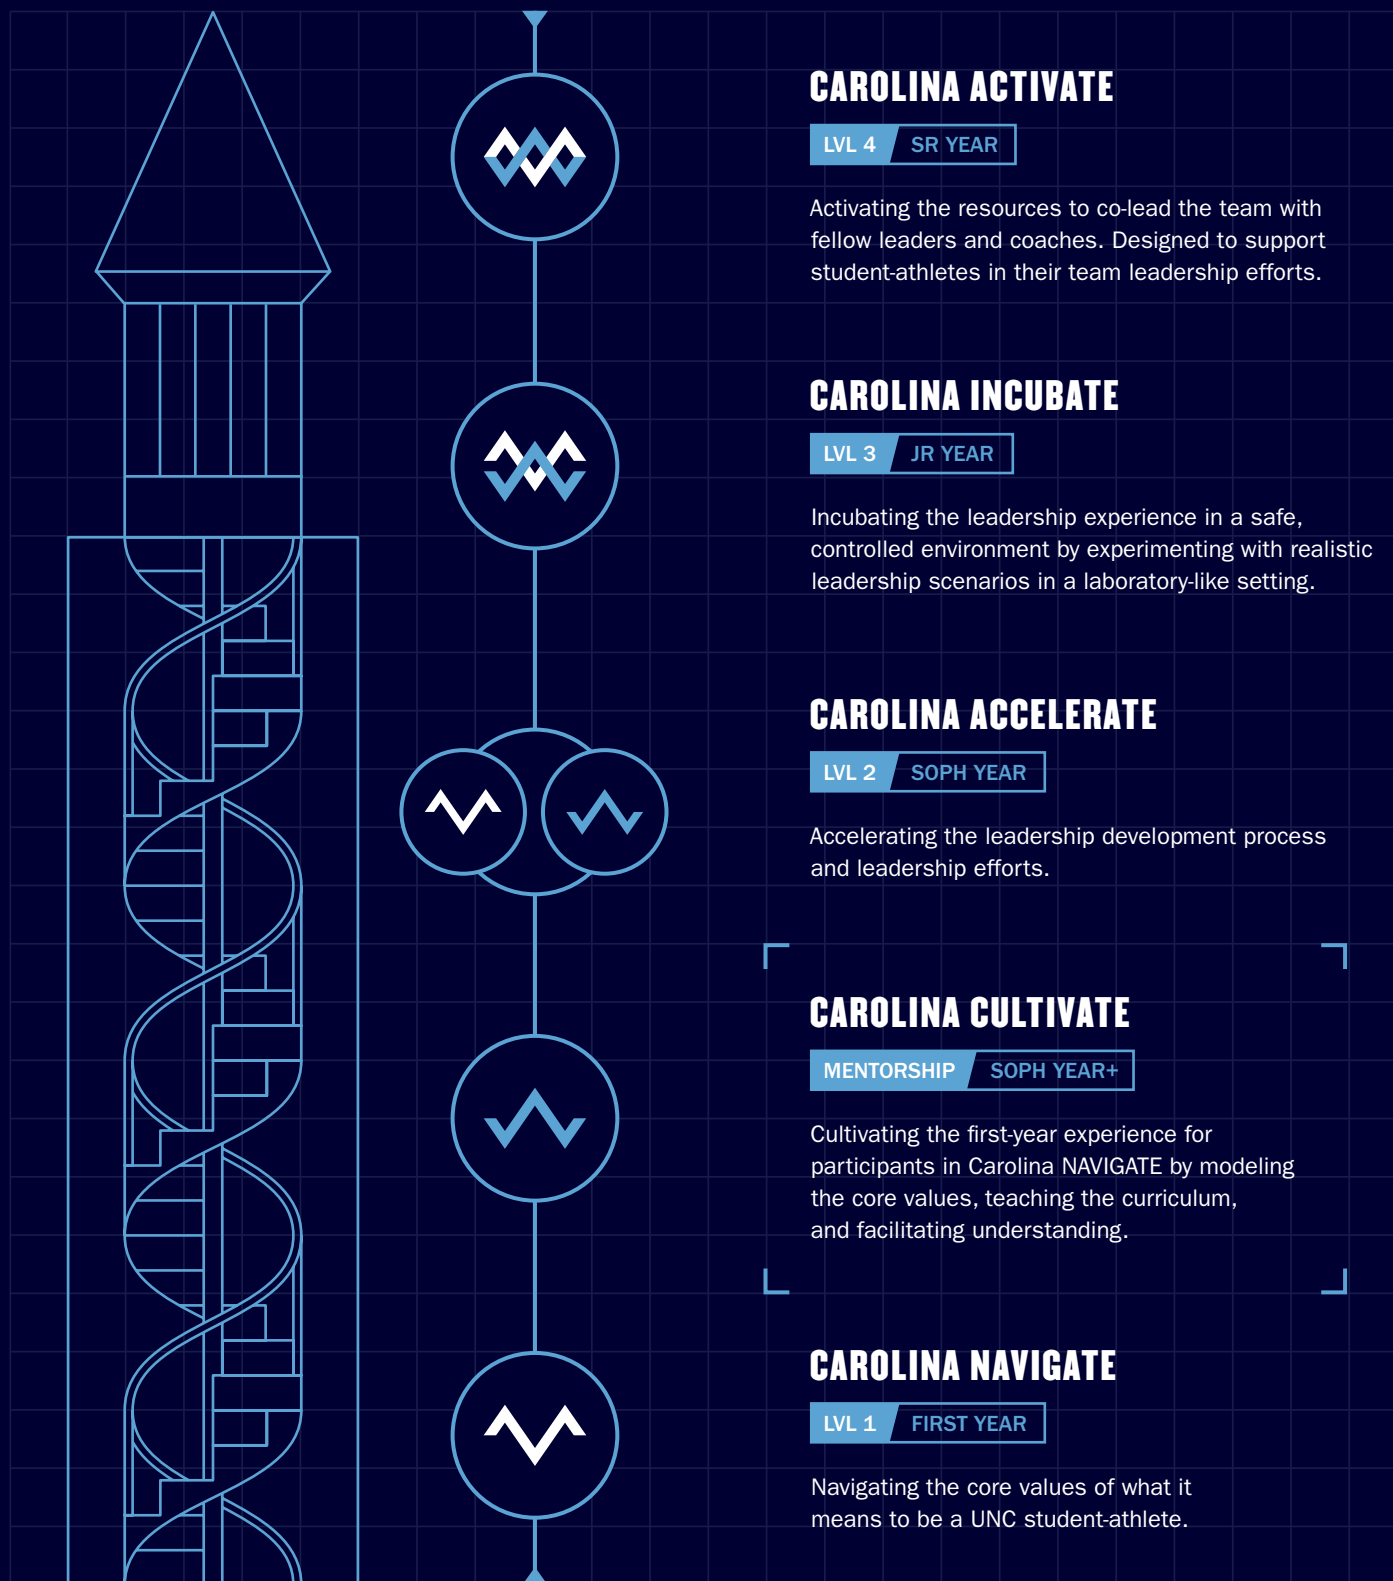 CAROLINA ACTIVATE
LVL 4 SR YEAR
Activating the resources to co-lead the team with
fellow leaders and coaches. Designed to support
student-athletes in their team leadership efforts.
CAROLINA INCUBATE
LVL 3 JR YEAR
Incubating the leadership experience in a safe,
controlled environment by experimenting with realistic
leadership scenarios in a laboratory-like setting.
CAROLINA ACCELERATE
LVL 2 SOPH YEAR
Accelerating the leadership development process
and leadership efforts.
CAROLINA CULTIVATE
MENTORSHIP SOPH YEAR+
Cultivating the first-year experience for
participants in Carolina NAVIGATE by modeling
the core values, teaching the curriculum,
and facilitating understanding.
CAROLINA NAVIGATE
LVL 1 FIRST YEAR
Navigating the core values of what it
means to be a UNC student-athlete.